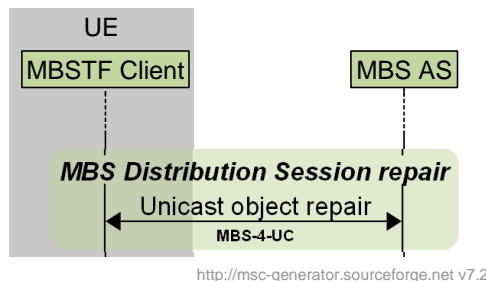 UE
MBSTF Client
MBS AS
MBS Distribution Session repair
Unicast object repair
MBS-4-UC
http://msc-generator.sourceforge.net v7.2